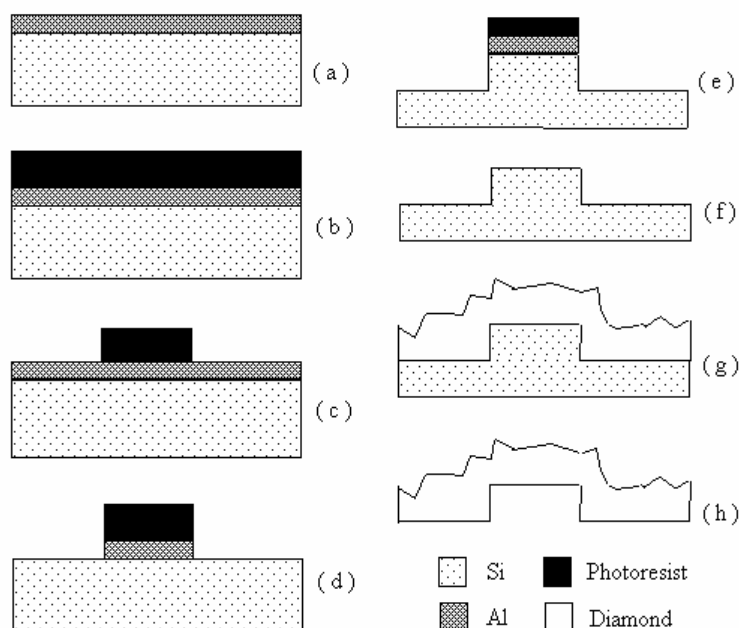 (a)
(b)
(c)
(d)
(e)
(f)
(g)
(h)
Si
Photoresist
Al
Diamond